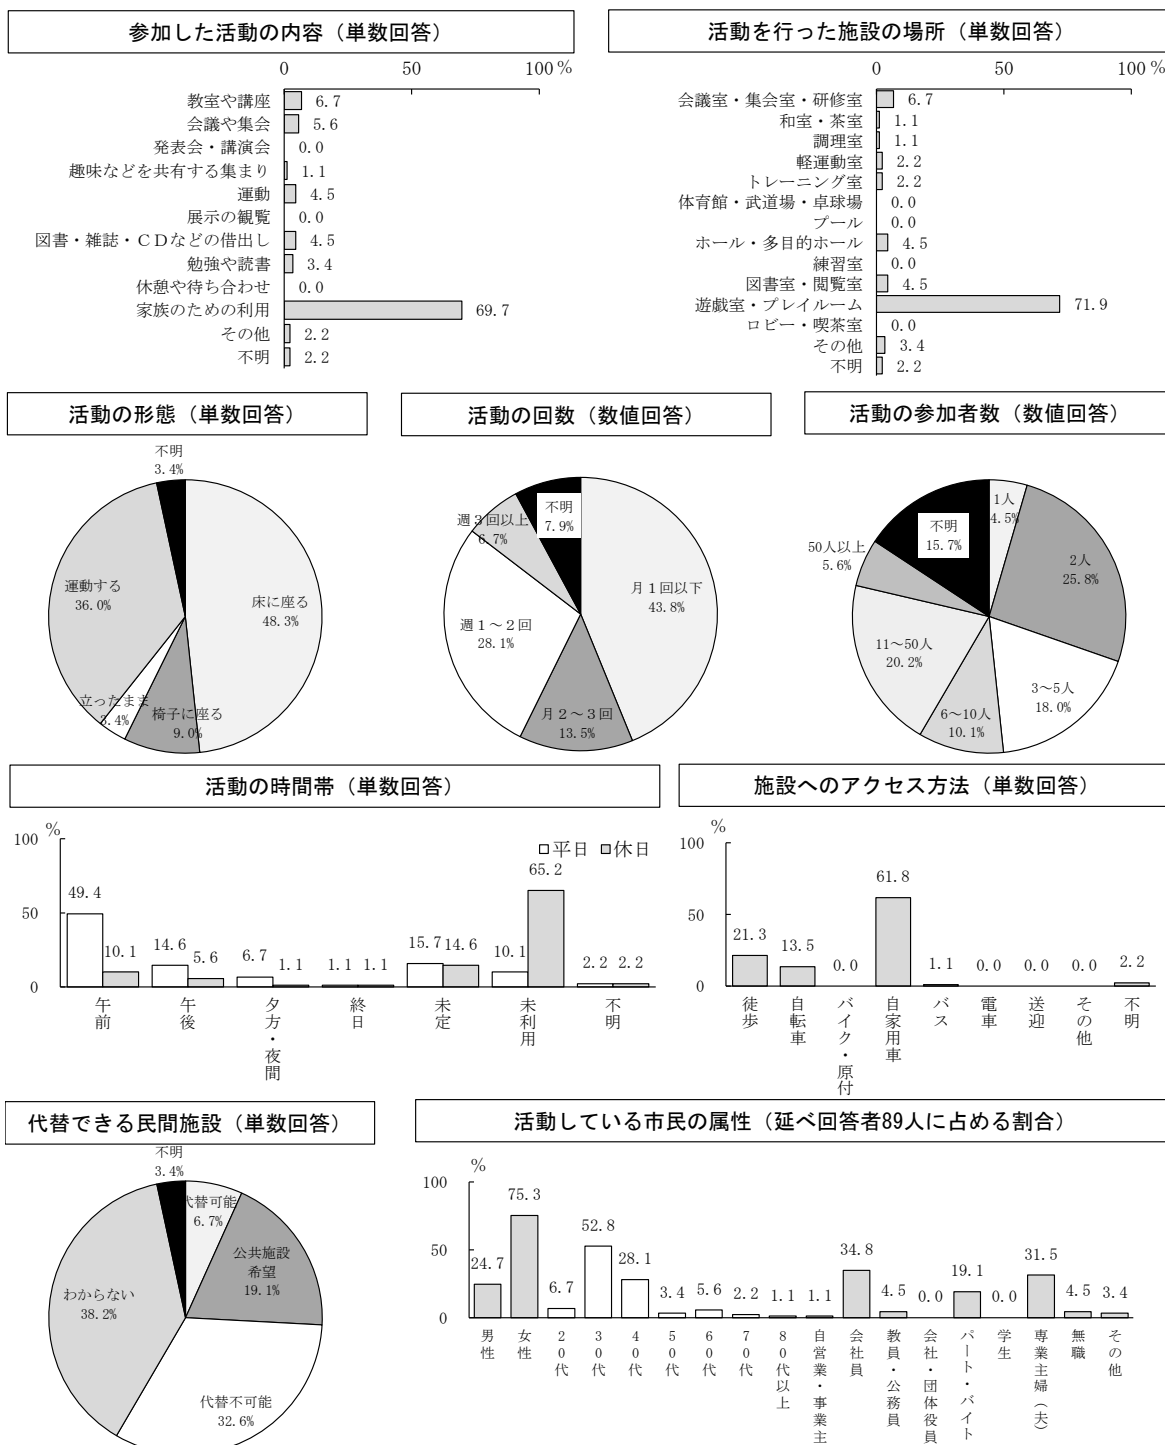 参加した活動の内容（単数回答）
0 50 100 %
教室や講座 6.7
会議や集会 5.6
発表会・講演会 0.0
趣味などを共有する集まり 1.1
運動 4.5
展示の観覧 0.0
図書・雑誌・ＣＤなどの借出し 4.5
勉強や読書 3.4
休憩や待ち合わせ 0.0
家族のための利用 69.7
その他 2.2
不明 2.2
活動を行った施設の場所（単数回答）
0 50 100 %
会議室・集会室・研修室 6.7
和室・茶室 1.1
調理室 1.1
軽運動室 2.2
トレーニング室 2.2
体育館・武道場・卓球場 0.0
プール 0.0
ホール・多目的ホール 4.5
練習室 0.0
図書室・閲覧室 4.5
遊戯室・プレイルーム 71.9
ロビー・喫茶室 0.0
その他 3.4
不明 2.2
活動の形態（単数回答）
不明
3.4%
運動する
36.0%
床に座る
48.3%
立ったまま
3.4%
椅子に座る
9.0%
活動の回数（数値回答）
不明
7.9%
週３回以上
6.7%
月１回以下
43.8%
週１～２回
28.1%
月２～３回
13.5%
活動の参加者数（数値回答）
1人
4.5%
不明
15.7%
50人以上
5.6%
2人
25.8%
11～50人
20.2%
3～5人
18.0%
6～10人
10.1%
活動の時間帯（単数回答）
%
100
50
0
平日 休日
49.4 10.1 14.6 5.6 6.7 1.1 1.1 1.1 15.7 14.6 10.1 65.2 2.2 2.2
午前
午後
夕方・夜間
終日
未定
未利用
不明
施設へのアクセス方法（単数回答）
%
100
50
0
21.3 13.5 0.0 61.8 1.1 0.0 0.0 0.0 2.2
徒歩
自転車
バイク・原付
自家用車
バス
電車
送迎
その他
不明
代替できる民間施設（単数回答）
不明
3.4%
代替可能
6.7%
公共施設
希望
19.1%
わからない
38.2%
代替不可能
32.6%
活動している市民の属性（延べ回答者89人に占める割合）
%
100
50
0
24.7 75.3 6.7 52.8 28.1 3.4 5.6 2.2 1.1 1.1 34.8 4.5 0.0 19.1 0.0 31.5 4.5 3.4
男性
女性
20代
30代
40代
50代
60代
70代
80代以上
自営業・事業主
会社員
教員・公務員
会社・団体役員
パート・バイト
学生
専業主婦（夫）
無職
その他